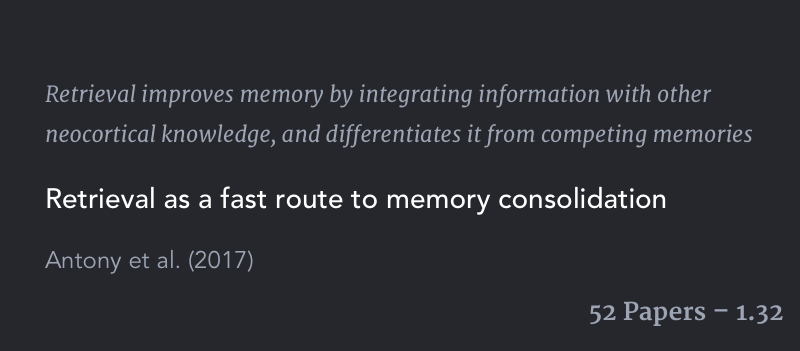 Retrieval improves memory by integrating information with other
neocortical knowledge, and differentiates it from competing memories
Retrieval as a fast route to memory consolidation
Antony et al. (2017)
52 Papers – 1.32